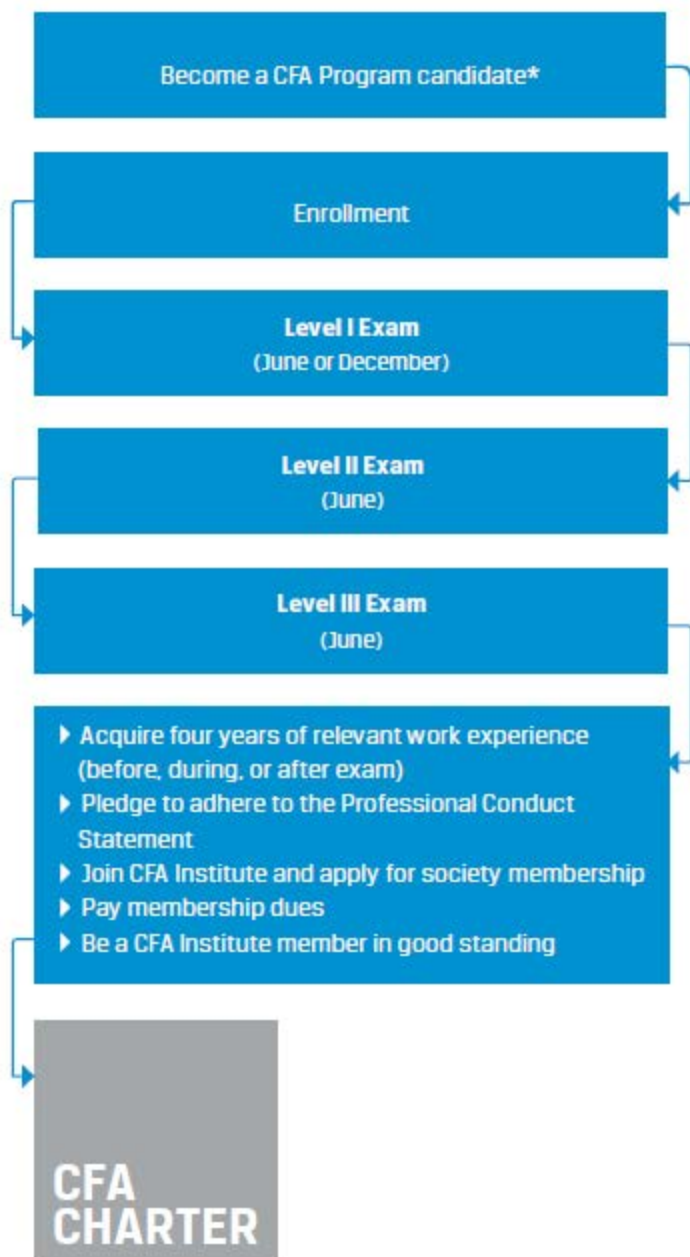 Become a CFA Program candidate*
Enrollment
Level I Exam
(June or December)
Level II Exam
(June)
Level III Exam
(June)
Acquire four years of relevant work experience
(before, during, or after exam)
Pledge to adhere to the Professional Conduct
Statement
Join CFA Institute and apply for society membership
Pay membership dues
Be a CFA Institute member in good standing
CFA
CHARTER